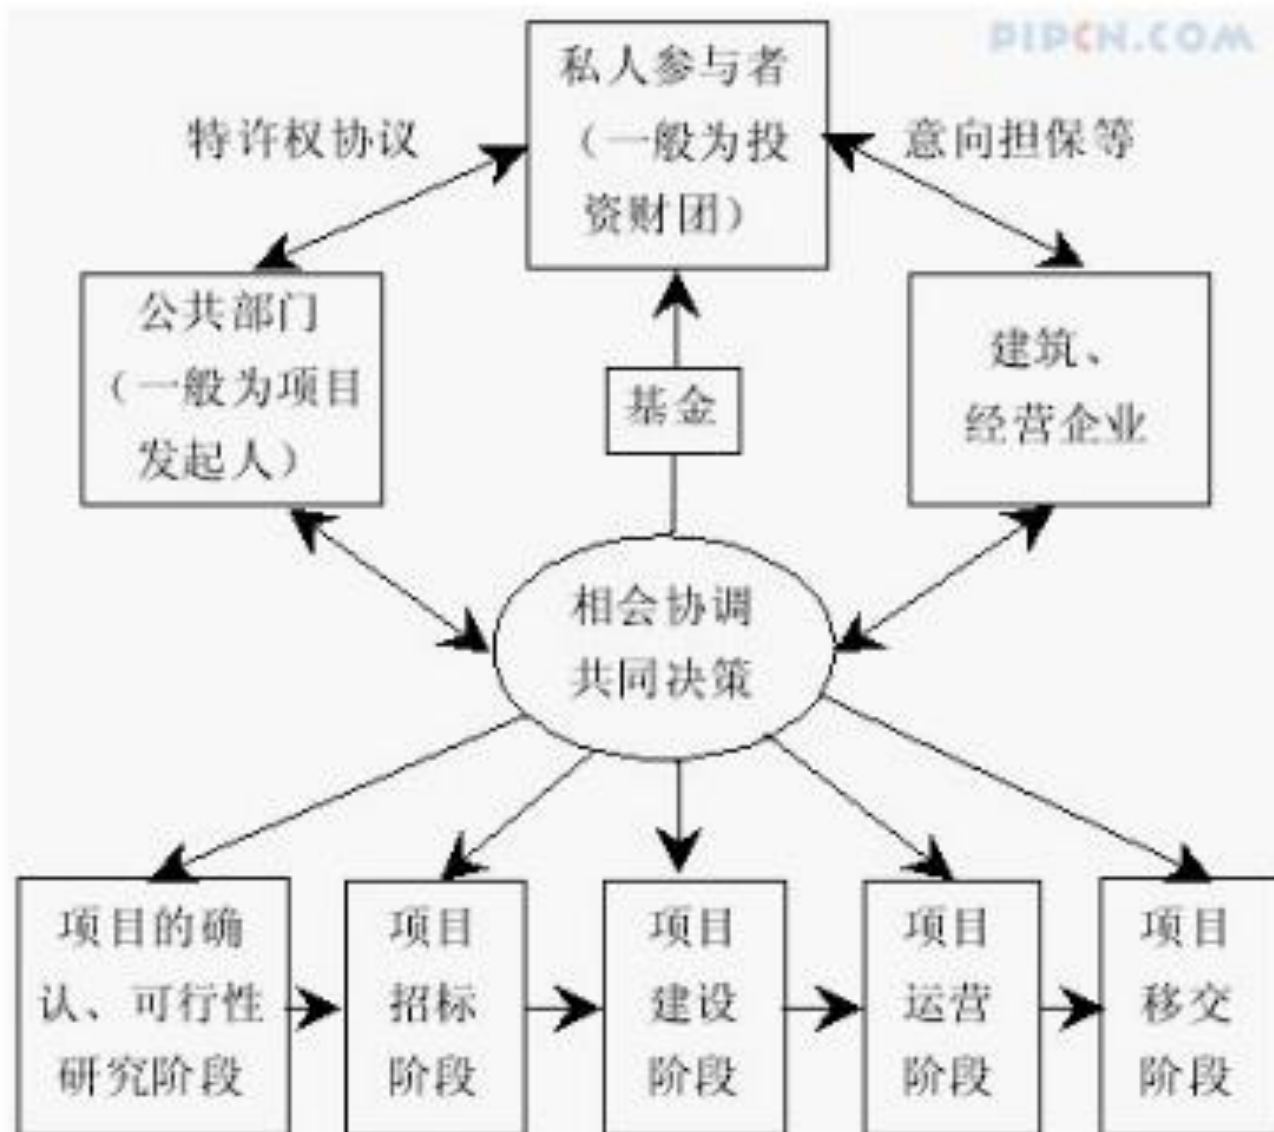 PIPCN.COM
私人参与者
（一般为投
资财团）
特许权协议
意向担保等
公共部门
（一般为项目
发起人）
基金
建筑、
经营企业
相会协调
共同决策
项目的确
认、可行性
研究阶段
项目
招标
阶段
项目
建设
阶段
项目
运营
阶段
项目
移交
阶段